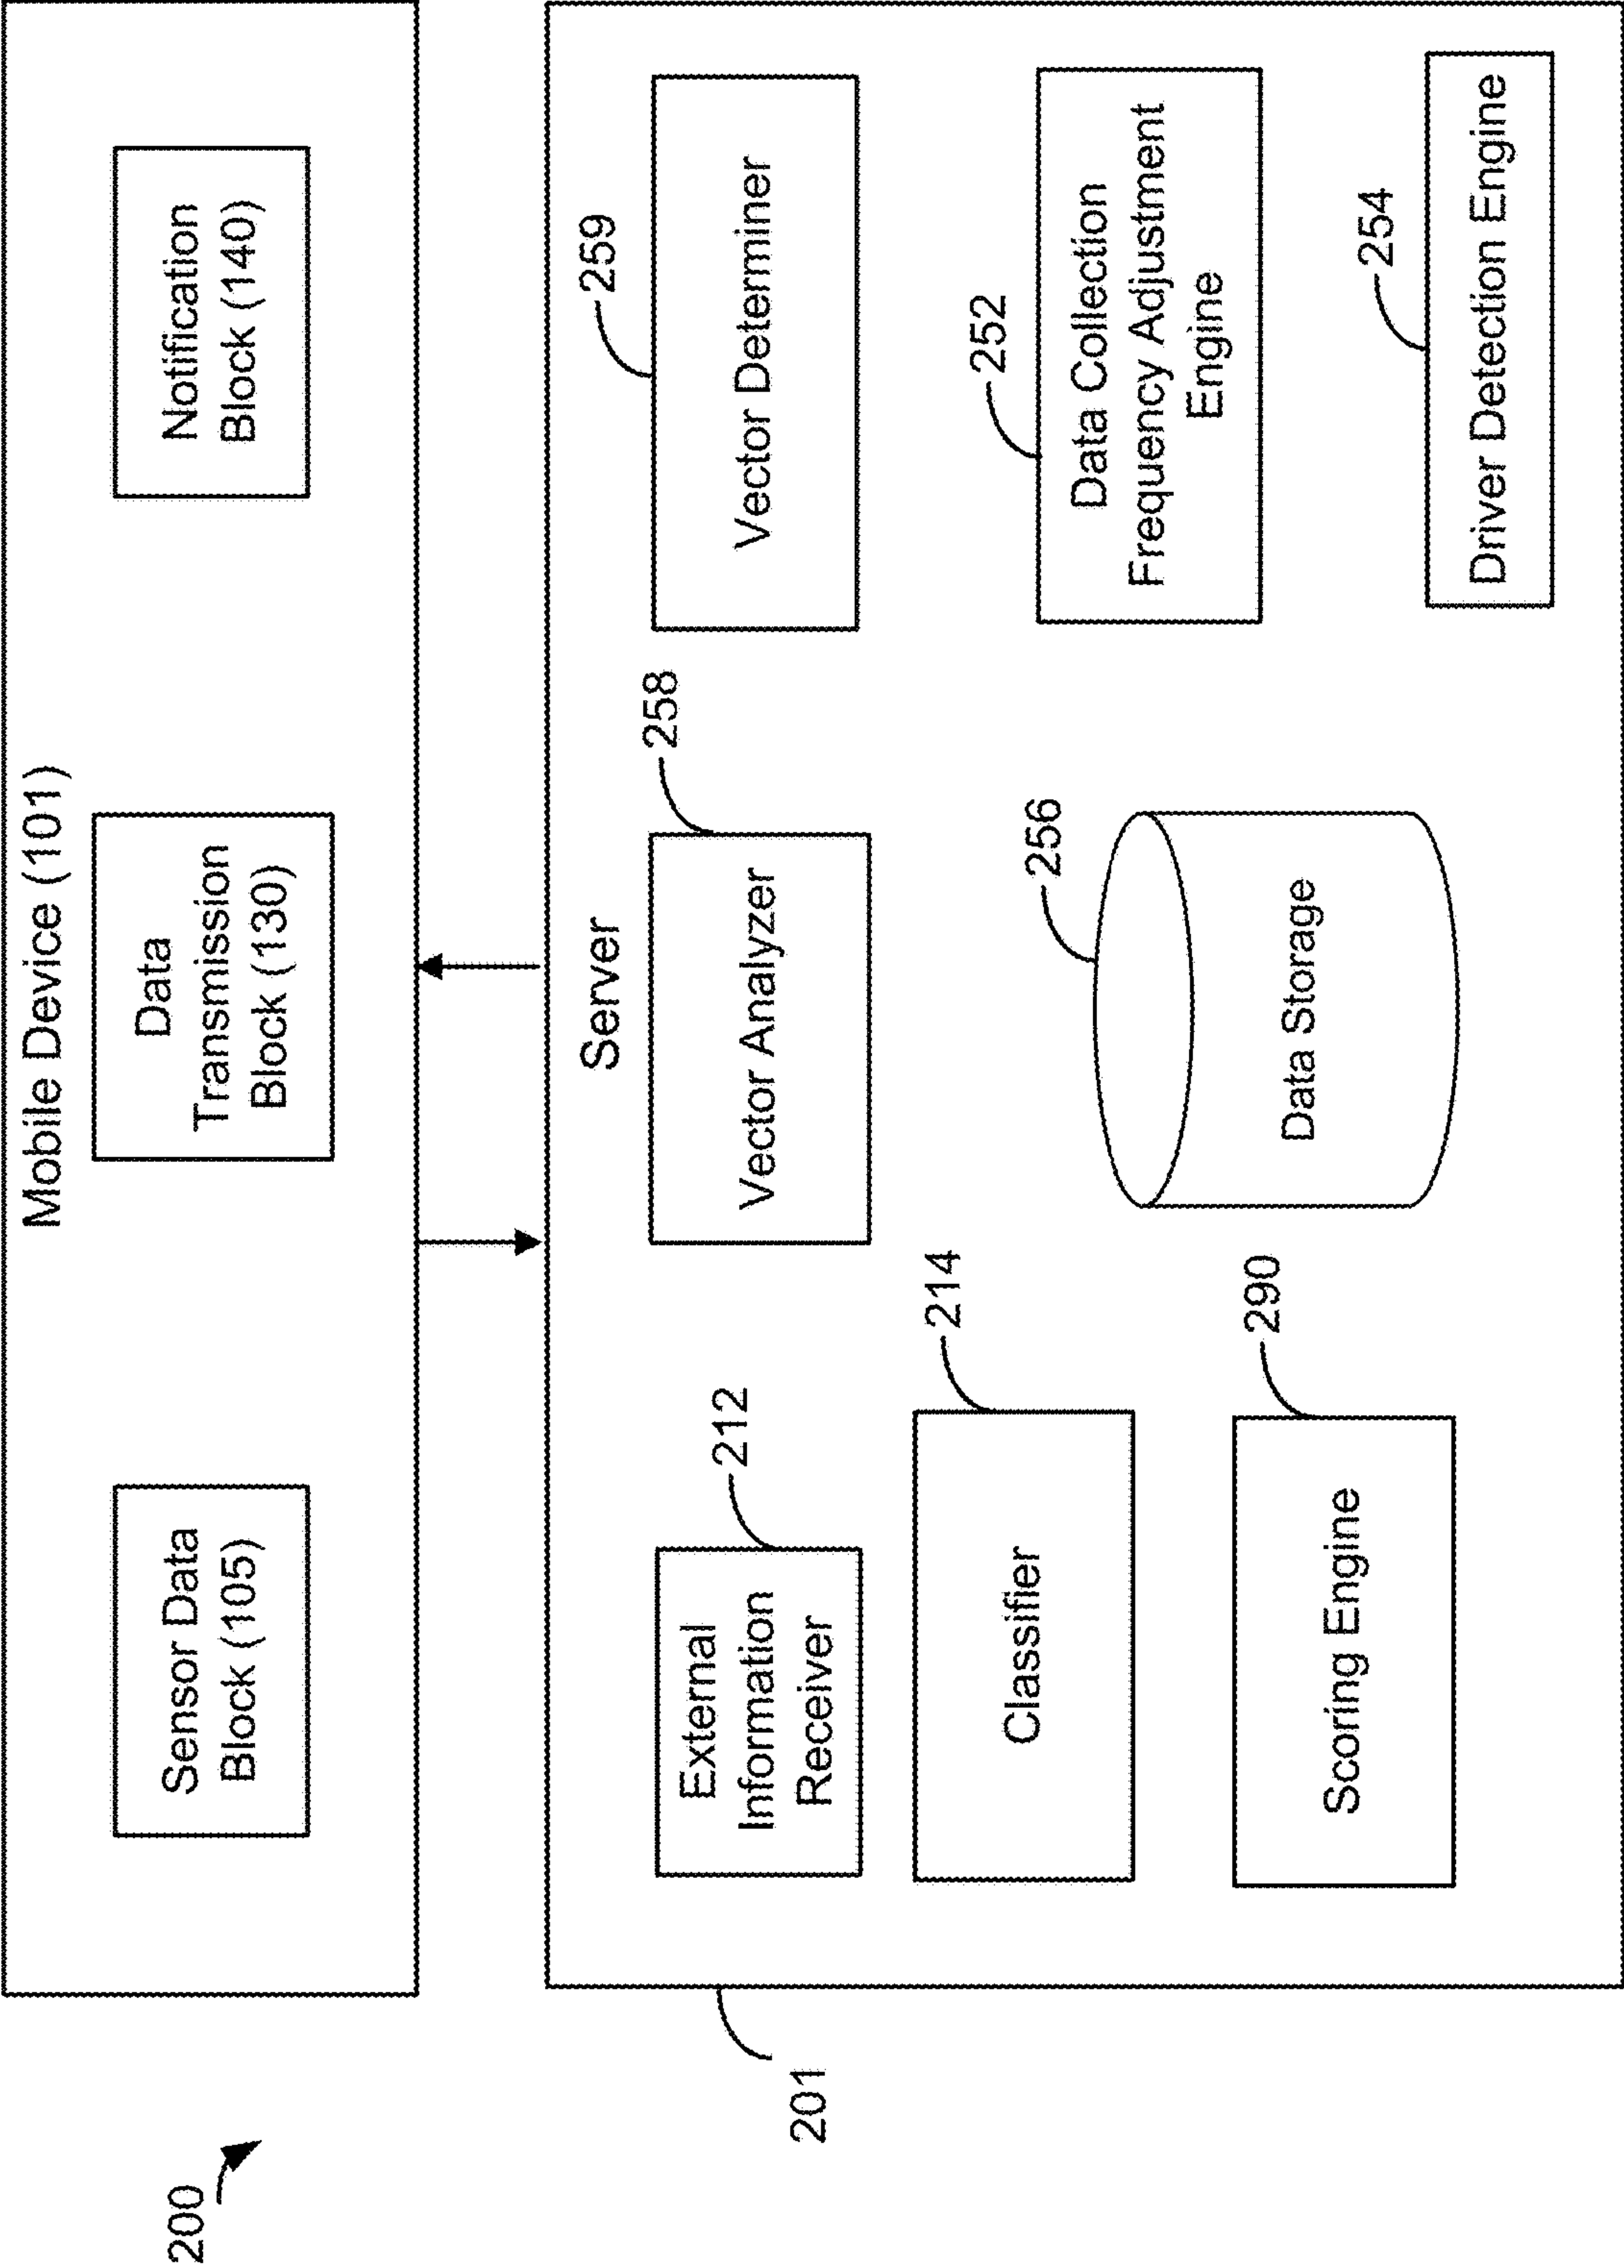 200
Mobile Device (101)
Sensor Data
Block (105)
Data
Transmission
Block (130)
Notification
Block (140)
201
Server
External
Information
Receiver
212
Vector Analyzer
258
Vector Determiner
259
Classifier
214
Data Storage
256
Data Collection
Frequency Adjustment
Engine
252
Scoring Engine
290
Driver Detection Engine
254